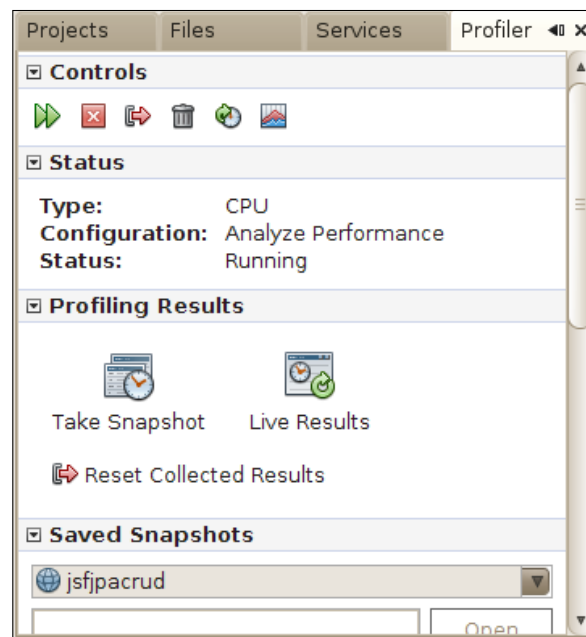 Projects Files Services Profiler
Controls
Status
Type: CPU
Configuration: Analyze Performance
Status: Running
Profiling Results
Take Snapshot Live Results
Reset Collected Results
Saved Snapshots
jsfjpacrud
Open